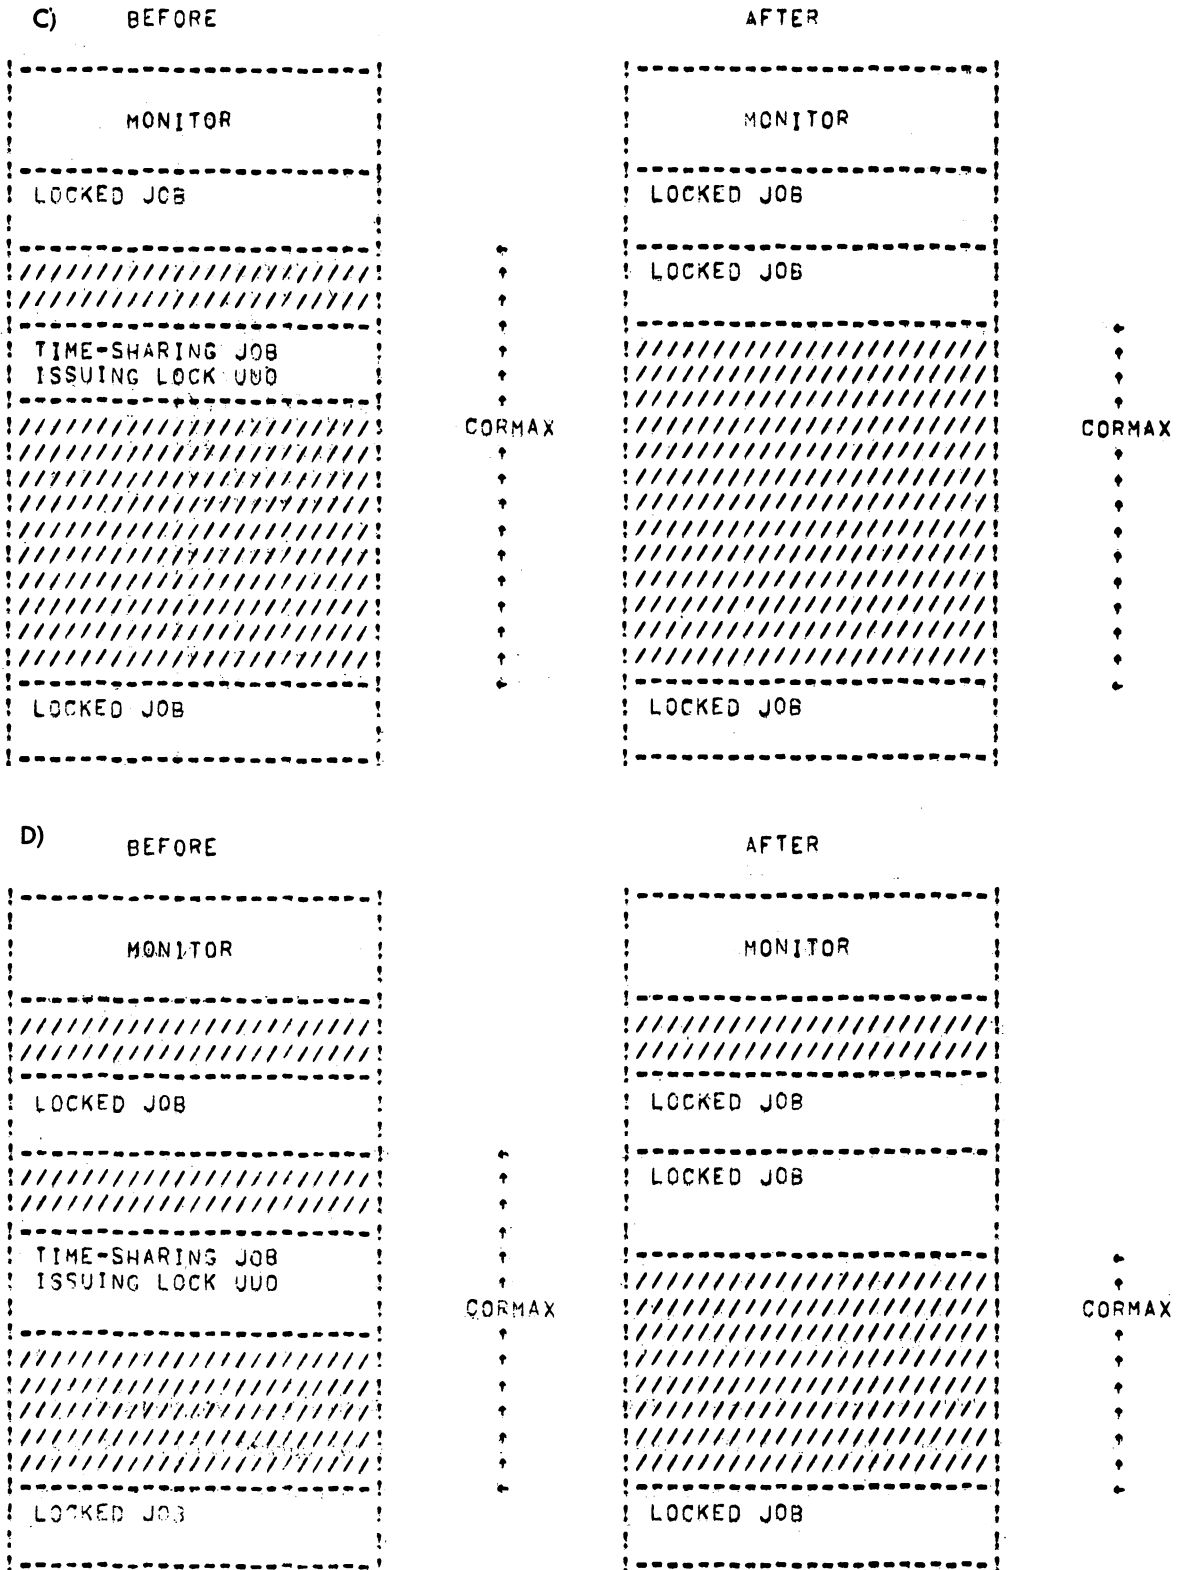 C) BEFORE AFTER
MONITOR MONITOR
LOCKED JOB LOCKED JOB
LOCKED JOB
TIME-SHARING JOB
ISSUING LOCK UUO
CORMAX CORMAX
LOCKED JOB LOCKED JOB
D) BEFORE AFTER
MONITOR MONITOR
LOCKED JOB LOCKED JOB
LOCKED JOB
TIME-SHARING JOB
ISSUING LOCK UUO
CORMAX CORMAX
LOCKED JOB LOCKED JOB